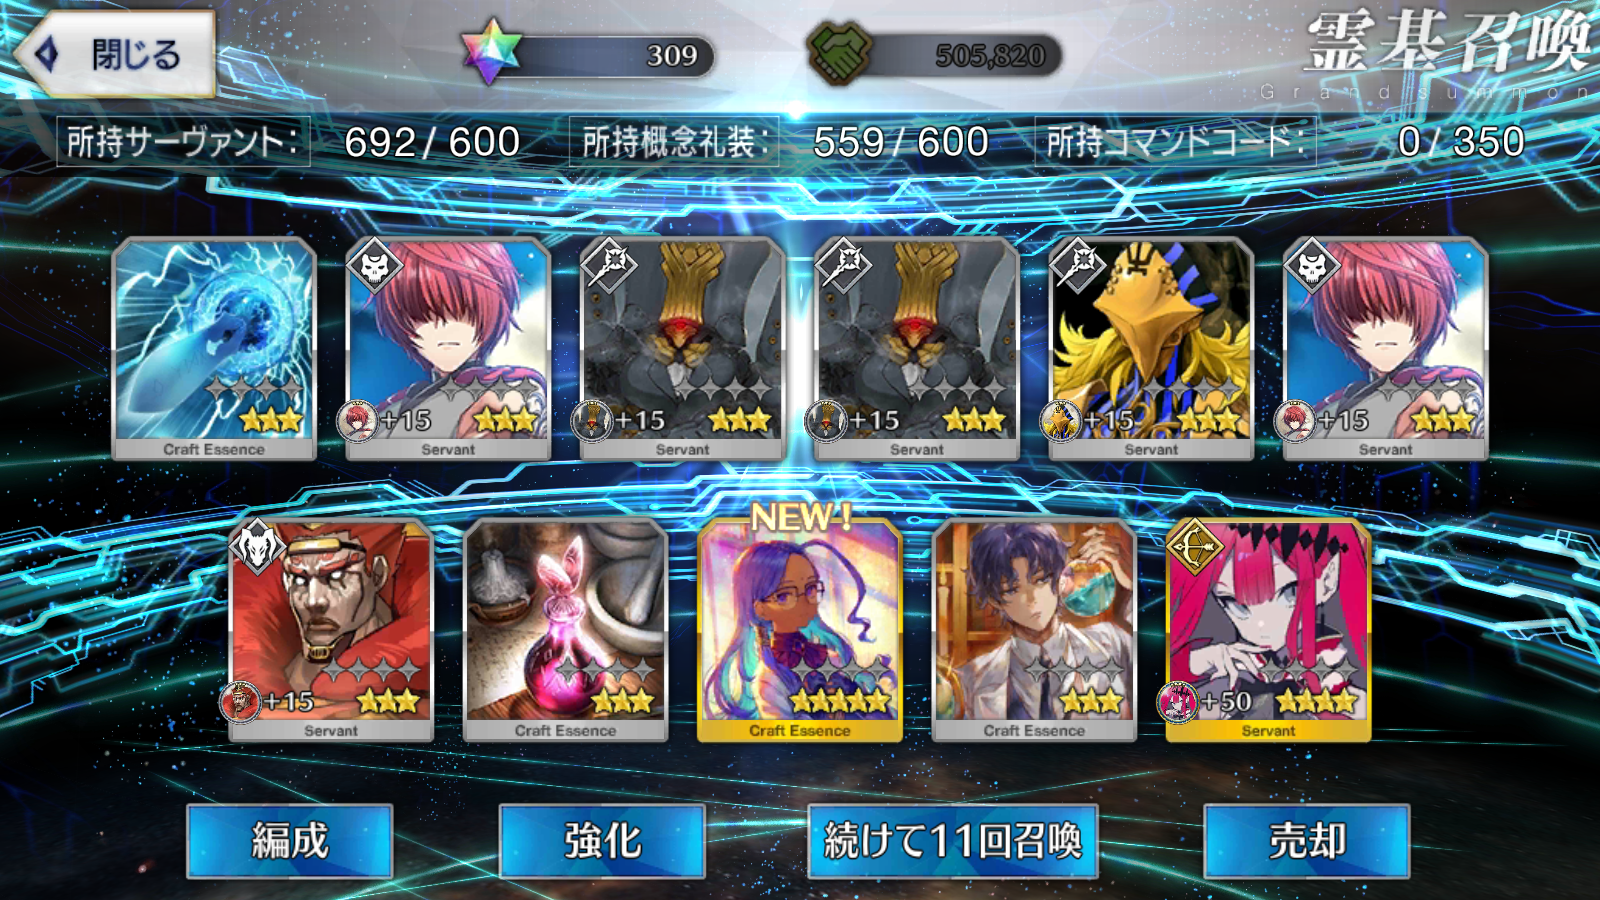 閉じる
309
505,820
霊基召喚
Grand summon
所持サーヴァント:
692/600
所持概念礼装:
559/600
所持コマンドコード:
0/350
Craft Essence
+15
Servant
+15
Servant
+15
Servant
+15
Servant
+15
Servant
+15
Servant
Craft Essence
NEW!
Craft Essence
Craft Essence
+50
Servant
編成
強化
続けて11回召喚
売却